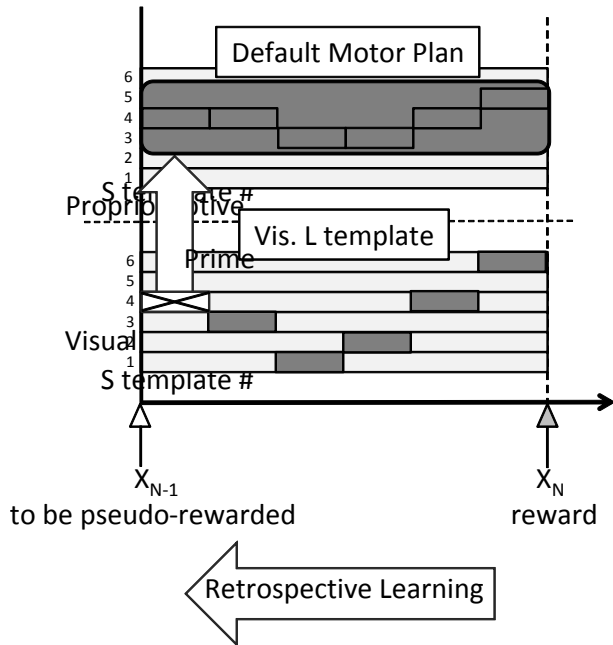 Default Motor Plan
6
5
4
3
2
1
S template #
Proprioceptive
Vis. L template
Prime
6
5
4
3
2
1
Visual
S template #
X_{N-1}
to be pseudo-rewarded
X_N
reward
Retrospective Learning